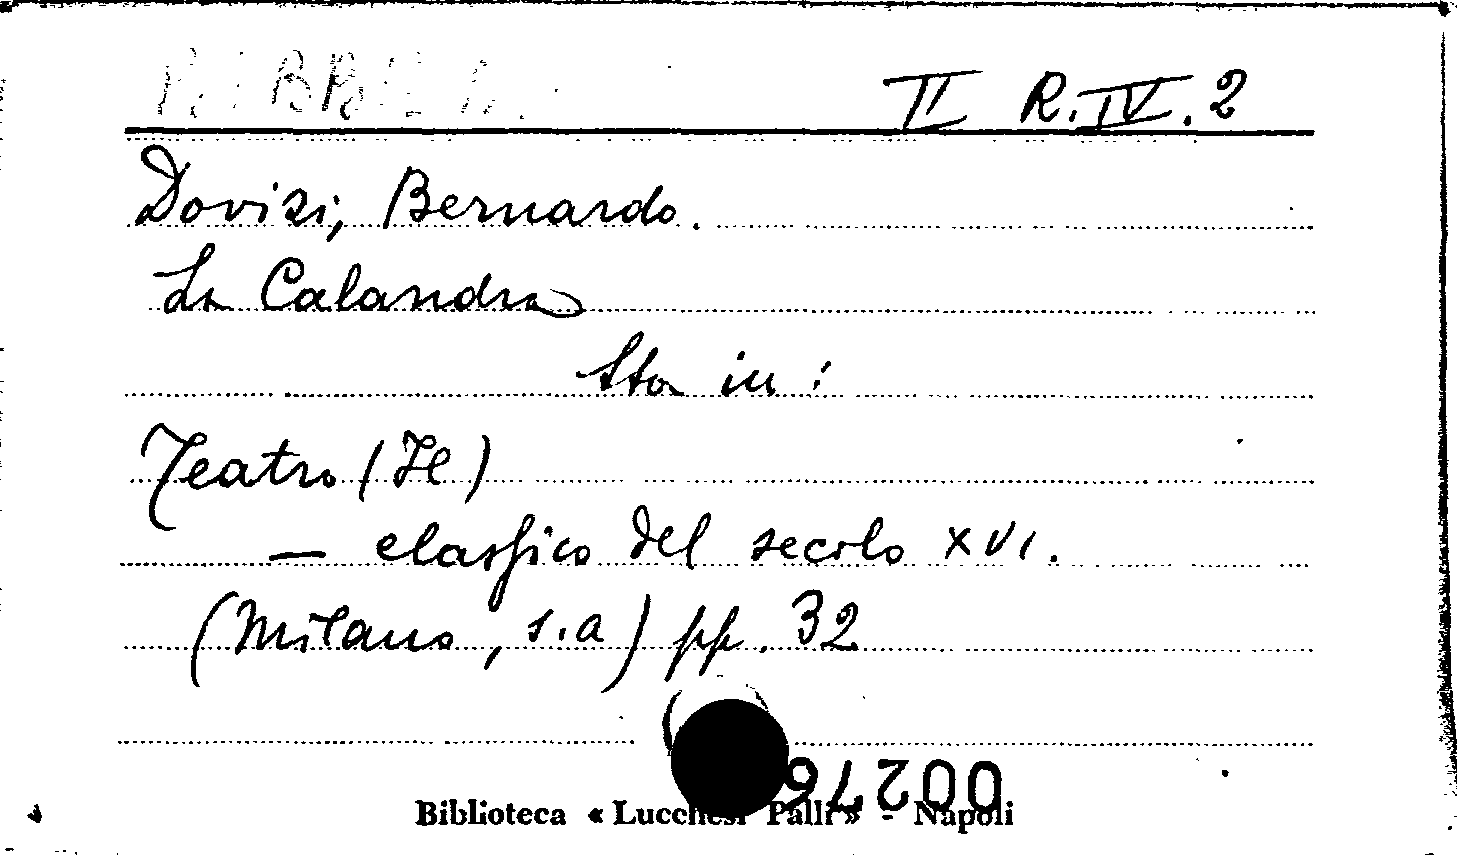 BIBBIENA
II R.IV.2
Dovizi, Bernardo.
La Calandra
Sta in:
Teatro (Il)
— classico del secolo XVI.
(Milano, s.a) pp. 32
Biblioteca « Lucchesi Palli » - Napoli